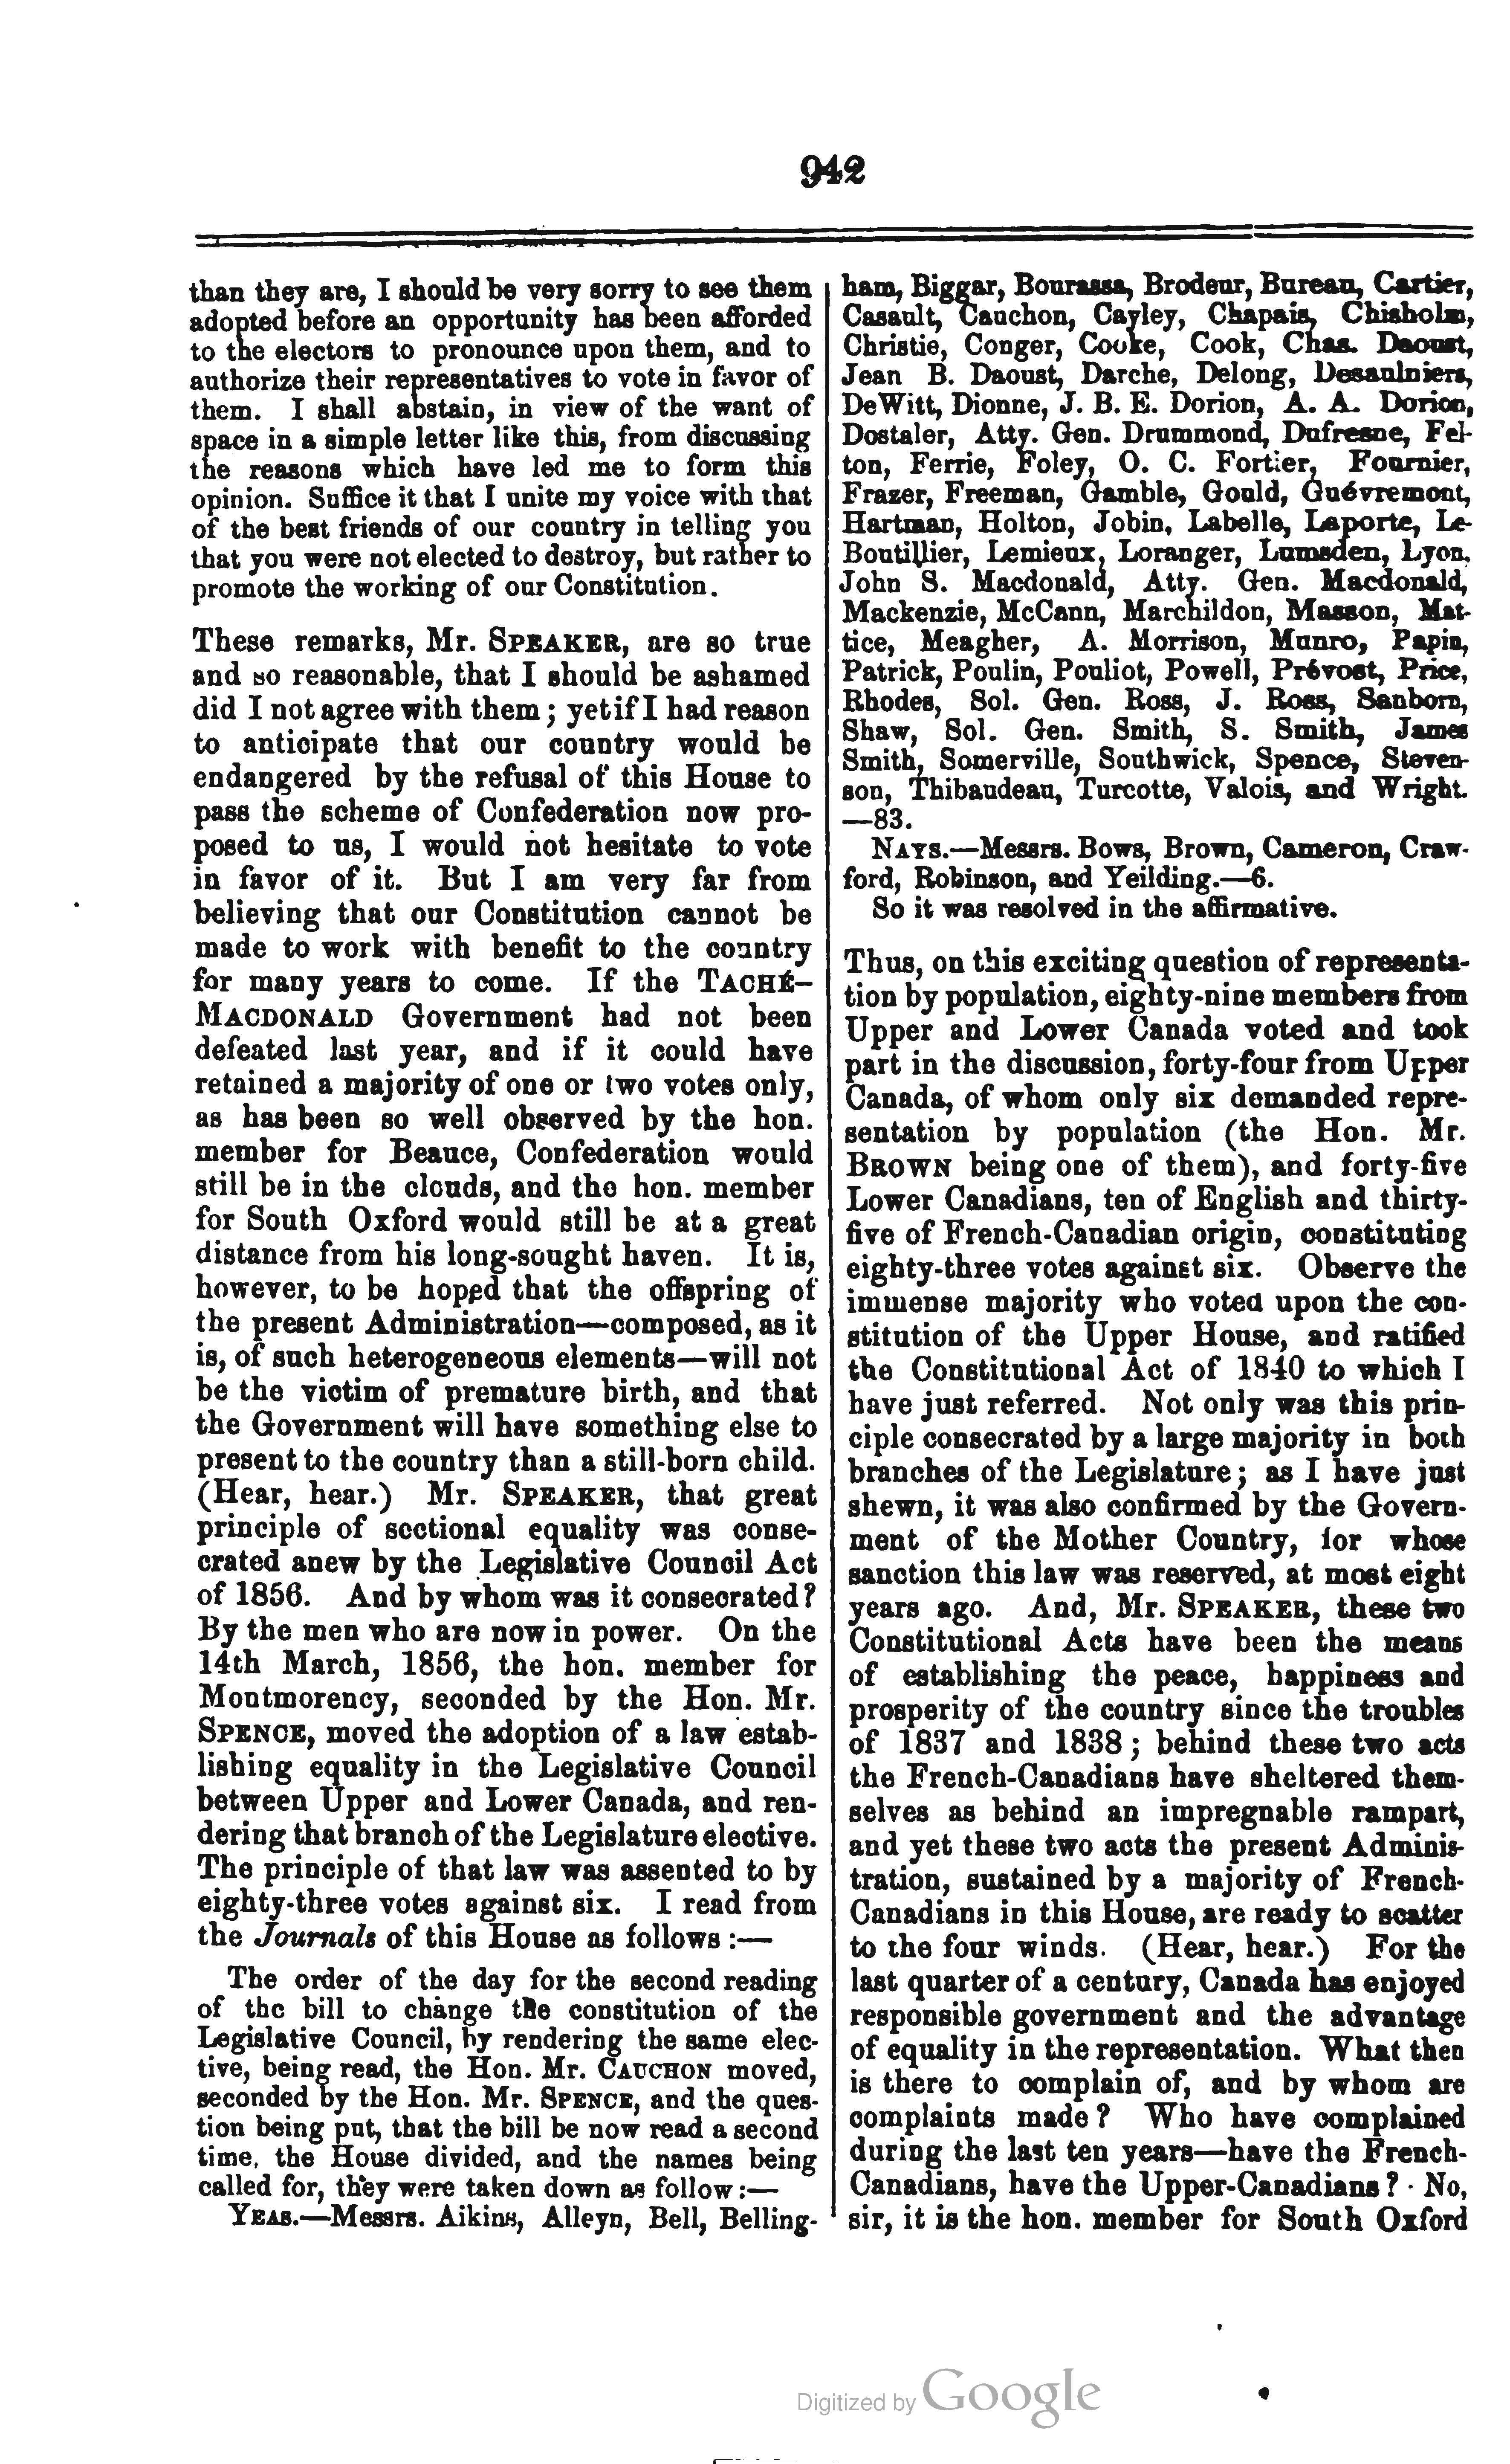 942
than they are, I should be very sorry to see them
adopted before an opportunity has been afforded
to the electors to pronounce upon them, and to
authorize their representatives to vote in favor of
them. I shall abstain, in view of the want of
space in a simple letter like this, from discussing
the reasons which have led me to form this
opinion. Suffice it that I unite my voice with that
of the best friends of our country in telling you
that you were not elected to destroy, but rather to
promote the working of our Constitution.
These remarks, Mr. SPEAKER, are so true
and so reasonable, that I should be ashamed
did I not agree with them; yet if I had reason
to anticipate that our country would be
endangered by the refusal of this House to
pass the scheme of Confederation now pro-
posed to us, I would not hesitate to vote
in favor of it. But I am very far from
believing that our Constitution cannot be
made to work with benefit to the country
for many years to come. If the TACHÉ-
MACDONALD Government had not been
defeated last year, and if it could have
retained a majority of one or two votes only,
as has been so well observed by the hon.
member for Beauce, Confederation would
still be in the clouds, and the hon. member
for South Oxford would still be at a great
distance from his long-sought haven. It is,
however, to be hoped that the offspring of
the present Administration—composed, as it
is, of such heterogeneous elements—will not
be the victim of premature birth, and that
the Government will have something else to
present to the country than a still-born child.
(Hear, hear.) Mr. SPEAKER, that great
principle of sectional equality was conse-
crated anew by the Legislative Council Act
of 1856. And by whom was it consecrated?
By the men who are now in power. On the
14th March, 1856, the hon. member for
Montmorency, seconded by the Hon. Mr.
SPENCE, moved the adoption of a law estab-
lishing equality in the Legislative Council
between Upper and Lower Canada, and ren-
dering that branch of the Legislature elective.
The principle of that law was assented to by
eighty-three votes against six. I read from
the Journals of this House as follows:—
The order of the day for the second reading
of the bill to change the constitution of the
Legislative Council, by rendering the same elec-
tive, being read, the Hon. Mr. CAUCHON moved,
seconded by the Hon. Mr. SPENCE, and the ques-
tion being put, that the bill be now read a second
time, the House divided, and the names being
called for, they were taken down as follow:—
YEAS.—Messrs. Aikins, Alleyn, Bell, Belling-
ham, Biggar, Bourassa, Brodeur, Bureau, Cartier,
Casault, Cauchon, Cayley, Chapais, Chisholm,
Christie, Conger, Cooke, Cook, Chas. Daoust,
Jean B. Daoust, Darche, Delong, Desaulniers,
DeWitt, Dionne, J. B. E. Dorion, A. A. Dorion,
Dostaler, Atty. Gen. Drummond, Dufresne, Fel-
ton, Ferrie, Foley, O. C. Fortier, Fournier,
Frazer, Freeman, Gamble, Gould, Guévremont,
Hartman, Holton, Jobin, Labelle, Laporte, Le-
Boutillier, Lemieux, Loranger, Lumsden, Lyon,
John S. Macdonald, Atty. Gen. Macdonald,
Mackenzie, McCann, Marchildon, Masson, Mat-
tice, Meagher, A. Morrison, Munro, Papin,
Patrick, Poulin, Pouliot, Powell, Prévost, Price,
Rhodes, Sol. Gen. Ross, J. Ross, Sanborn,
Shaw, Sol. Gen. Smith, S. Smith, James
Smith, Somerville, Southwick, Spence, Steven-
son, Thibaudeau, Turcotte, Valois, and Wright.
—83.
NAYS.—Messrs. Bows, Brown, Cameron, Craw-
ford, Robinson, and Yeilding.—6.
So it was resolved in the affirmative.
Thus, on this exciting question of representa-
tion by population, eighty-nine members from
Upper and Lower Canada voted and took
part in the discussion, forty-four from Upper
Canada, of whom only six demanded repre-
sentation by population (the Hon. Mr.
BROWN being one of them), and forty-five
Lower Canadians, ten of English and thirty-
five of French-Canadian origin, constituting
eighty-three votes against six. Observe the
immense majority who voted upon the con-
stitution of the Upper House, and ratified
the Constitutional Act of 1840 to which I
have just referred. Not only was this prin-
ciple consecrated by a large majority in both
branches of the Legislature; as I have just
shewn, it was also confirmed by the Govern-
ment of the Mother Country, for whose
sanction this law was reserved, at most eight
years ago. And, Mr. SPEAKER, these two
Constitutional Acts have been the means
of establishing the peace, happiness and
prosperity of the country since the troubles
of 1837 and 1838; behind these two acts
the French-Canadians have sheltered them-
selves as behind an impregnable rampart,
and yet these two acts the present Adminis-
tration, sustained by a majority of French-
Canadians in this House, are ready to scatter
to the four winds. (Hear, hear.) For the
last quarter of a century, Canada has enjoyed
responsible government and the advantage
of equality in the representation. What then
is there to complain of, and by whom are
complaints made? Who have complained
during the last ten years—have the French-
Canadians, have the Upper-Canadians? No,
sir, it is the hon. member for South Oxford
Digitized by Google